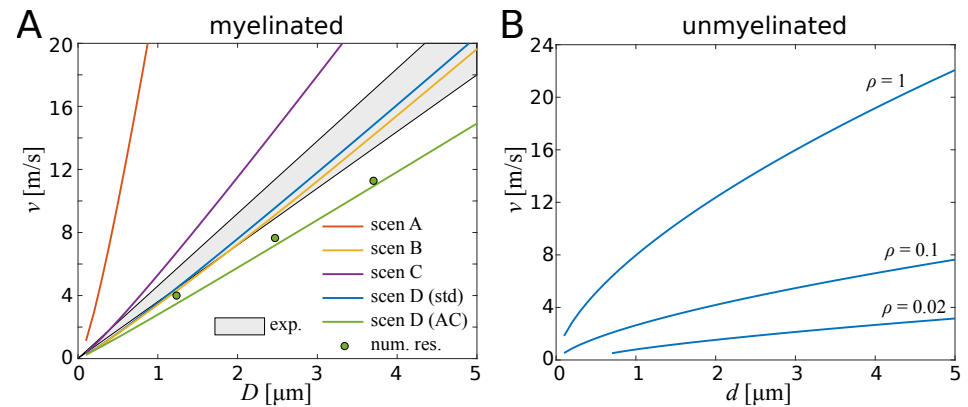 A
myelinated
20
16
12
8
4
0
v [m/s]
0
1
2
3
4
5
D [μm]
scen A
scen B
scen C
scen D (std)
scen D (AC)
num. res.
exp.
B
unmyelinated
24
20
16
12
8
4
0
v [m/s]
0
1
2
3
4
5
d [μm]
ρ = 1
ρ = 0.1
ρ = 0.02